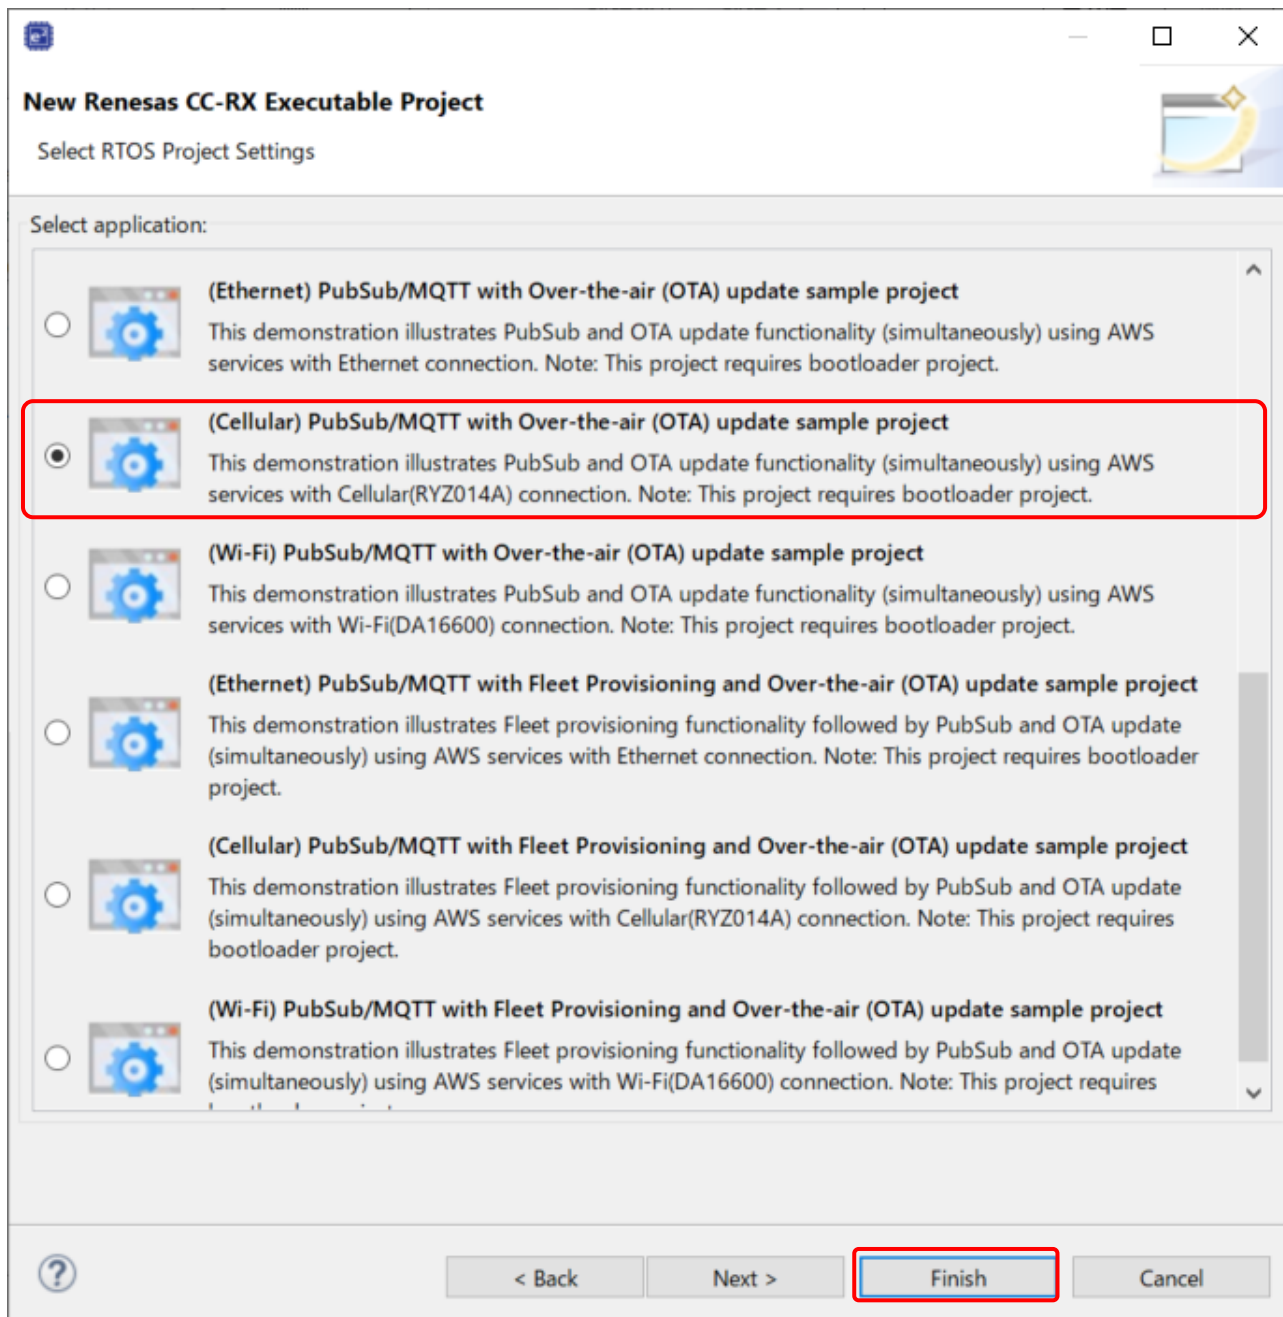 New Renesas CC-RX Executable Project
Select RTOS Project Settings
Select application:
(Ethernet) PubSub/MQTT with Over-the-air (OTA) update sample project
This demonstration illustrates PubSub and OTA update functionality (simultaneously) using AWS
services with Ethernet connection. Note: This project requires bootloader project.
(Cellular) PubSub/MQTT with Over-the-air (OTA) update sample project
This demonstration illustrates PubSub and OTA update functionality (simultaneously) using AWS
services with Cellular(RYZ014A) connection. Note: This project requires bootloader project.
(Wi-Fi) PubSub/MQTT with Over-the-air (OTA) update sample project
This demonstration illustrates PubSub and OTA update functionality (simultaneously) using AWS
services with Wi-Fi(DA16600) connection. Note: This project requires bootloader project.
(Ethernet) PubSub/MQTT with Fleet Provisioning and Over-the-air (OTA) update sample project
This demonstration illustrates Fleet provisioning functionality followed by PubSub and OTA update
(simultaneously) using AWS services with Ethernet connection. Note: This project requires bootloader
project.
(Cellular) PubSub/MQTT with Fleet Provisioning and Over-the-air (OTA) update sample project
This demonstration illustrates Fleet provisioning functionality followed by PubSub and OTA update
(simultaneously) using AWS services with Cellular(RYZ014A) connection. Note: This project requires
bootloader project.
(Wi-Fi) PubSub/MQTT with Fleet Provisioning and Over-the-air (OTA) update sample project
This demonstration illustrates Fleet provisioning functionality followed by PubSub and OTA update
(simultaneously) using AWS services with Wi-Fi(DA16600) connection. Note: This project requires
< Back
Next >
Finish
Cancel